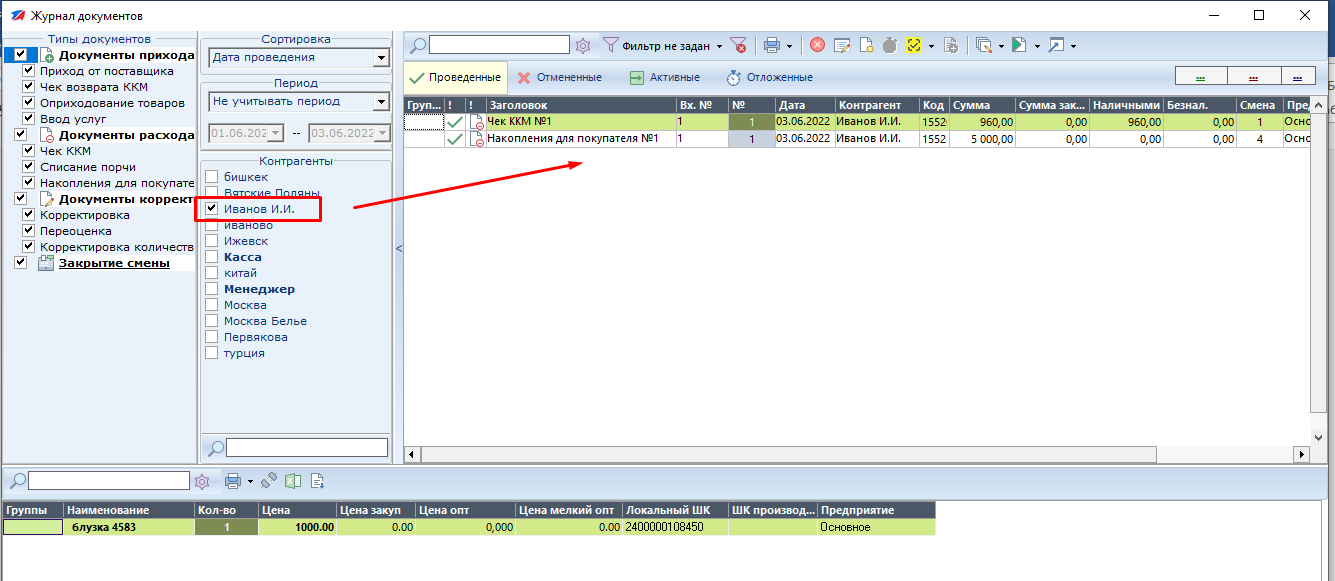 Журнал документов
Типы документов
Документы прихода
Приход от поставщика
Чек возврата ККМ
Оприходование товаров
Ввод услуг
Документы расхода
Чек ККМ
Списание порчи
Накопления для покупате
Документы коррект
Корректировка
Переоценка
Корректировка количеств
Закрытие смены
Сортировка
Дата проведения
Период
Не учитывать период
01.06.202 -- 03.06.2022
Контрагенты
бишкек
Вятские Поляны
Иванов И.И.
иваново
Ижевск
Касса
китай
Менеджер
Москва
Москва Белье
Первякова
турция
<
Фильтр не задан
Проведенные Отмененные Активные Отложенные
... ... ...
Груп... ! ! Заголовок Вх. № № Дата Контрагент Код Сумма Сумма зак... Наличными Безнал. Смена Пред
Чек ККМ №1 1 1 03.06.2022 Иванов И.И. 1552 960,00 0,00 960,00 0,00 1 Осно
Накопления для покупателя №1 1 1 03.06.2022 Иванов И.И. 1552 5 000,00 0,00 0,00 0,00 4 Осно
Группы Наименование Кол-во Цена Цена закуп Цена опт Цена мелкий опт Локальный ШК ШК производ... Предприятие
блузка 4583 1 1000.00 0.00 0,000 0.00 2400000108450 Основное